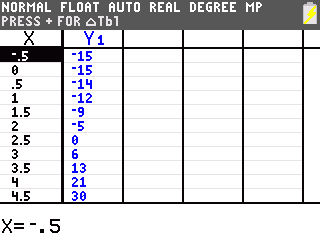 NORMAL FLOAT AUTO REAL DEGREE MP
PRESS + FOR △Tbl
X Y1
-.5 -15
0 -15
.5 -14
1 -12
1.5 -9
2 -5
2.5 0
3 6
3.5 13
4 21
4.5 30
X=-.5